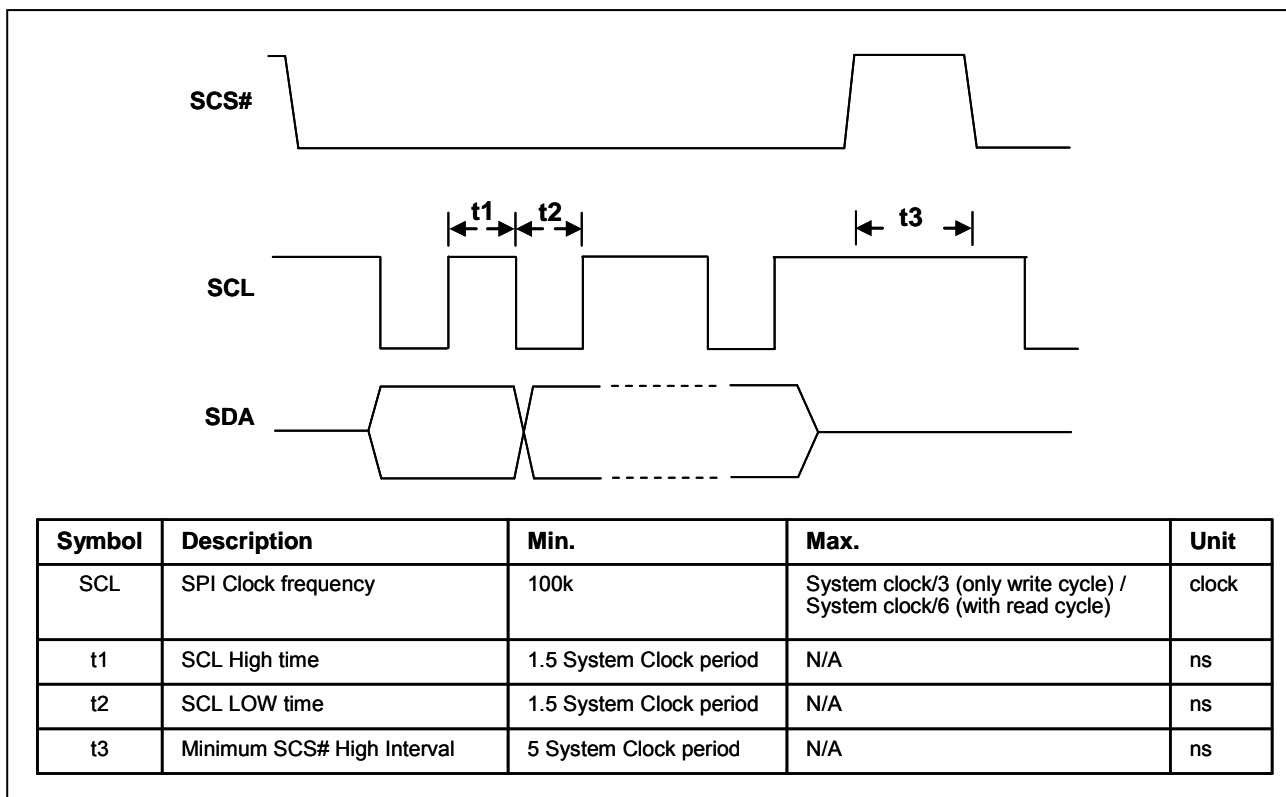 SCS#
t1 t2 t3
SCL
SDA
Symbol Description Min. Max. Unit
SCL SPI Clock frequency 100k System clock/3 (only write cycle) / clock
System clock/6 (with read cycle)
t1 SCL High time 1.5 System Clock period N/A ns
t2 SCL LOW time 1.5 System Clock period N/A ns
t3 Minimum SCS# High Interval 5 System Clock period N/A ns